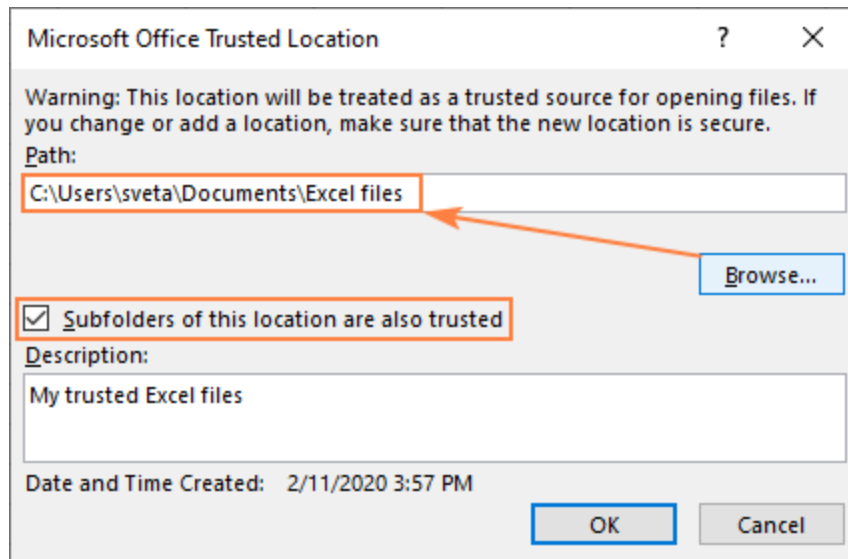 Microsoft Office Trusted Location
Warning: This location will be treated as a trusted source for opening files. If
you change or add a location, make sure that the new location is secure.
Path:
C:\Users\sveta\Documents\Excel files
Browse...
Subfolders of this location are also trusted
Description:
My trusted Excel files
Date and Time Created: 2/11/2020 3:57 PM
OK Cancel